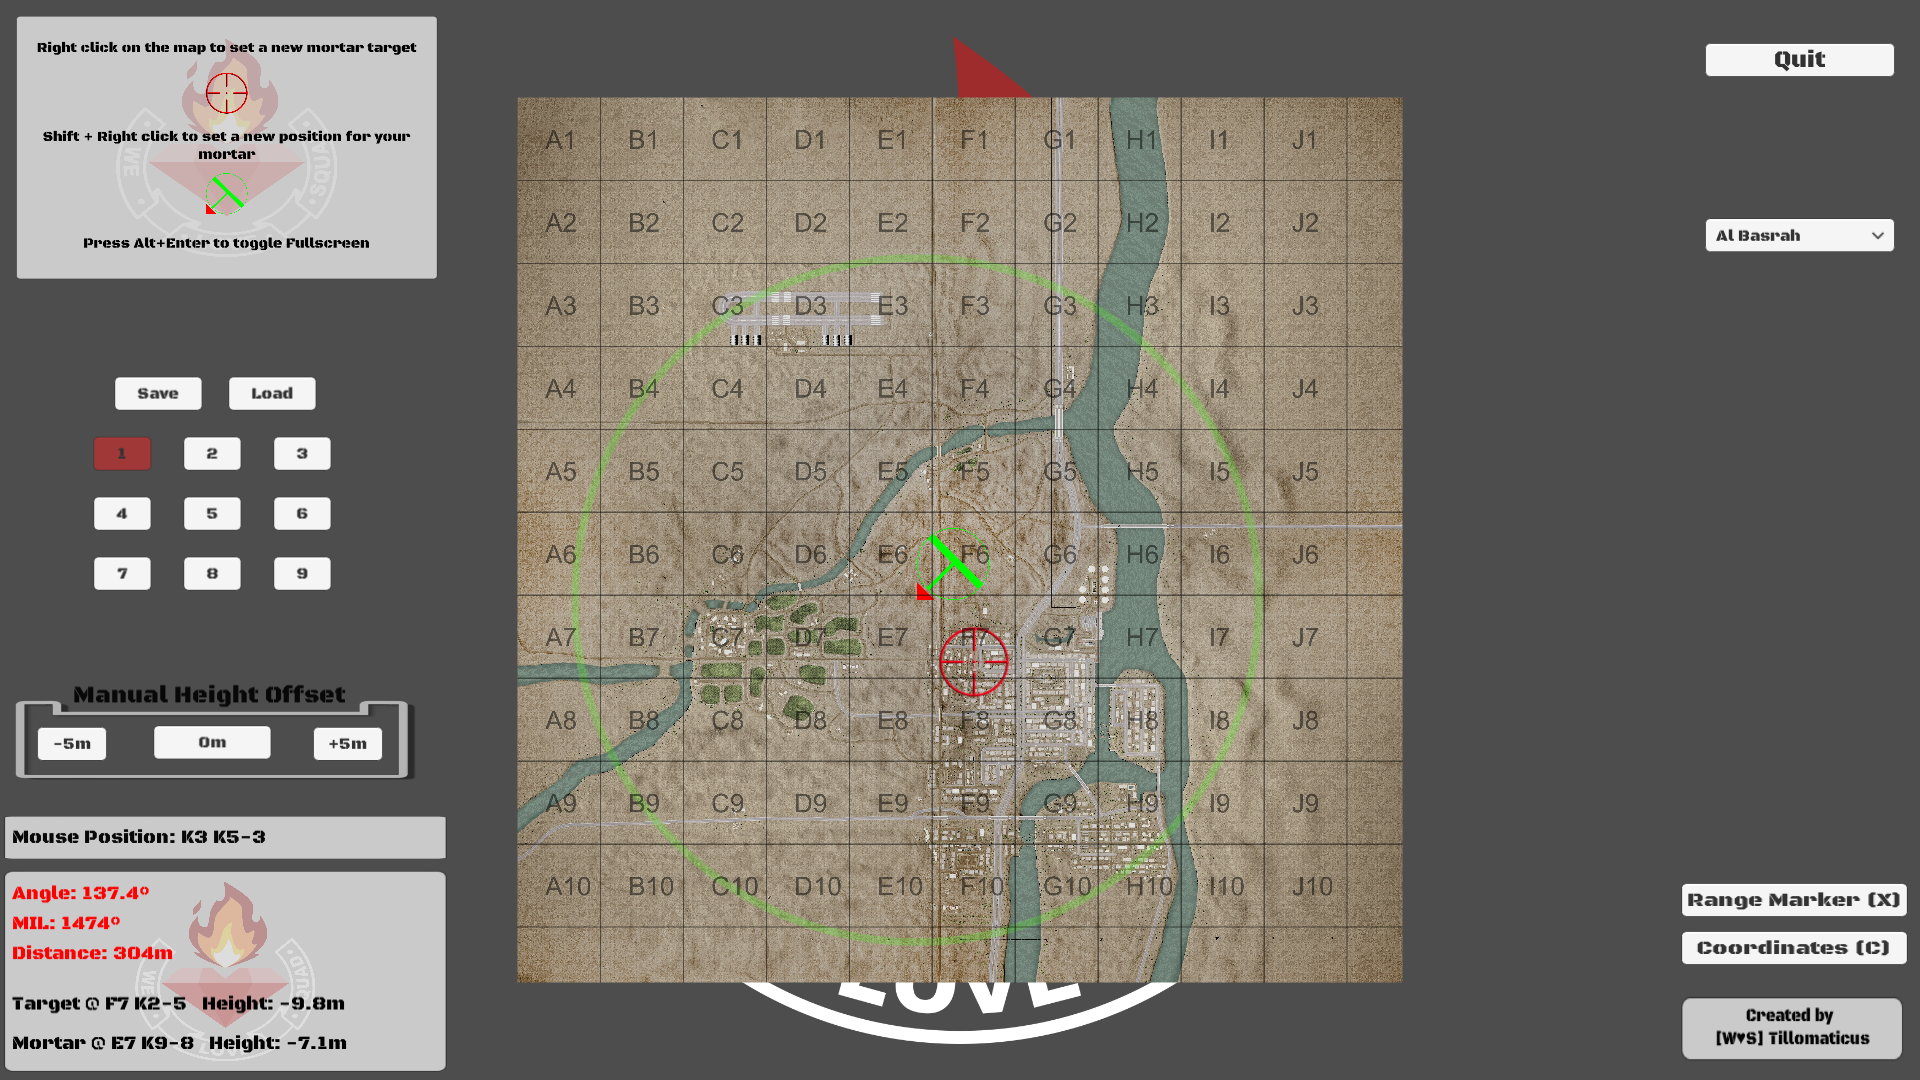 Right click on the map to set a new mortar target
Shift + Right click to set a new position for your
mortar
WE
SQUAD
Press Alt+Enter to toggle Fullscreen
Save
Load
1
2
3
4
5
6
7
8
9
Manual Height Offset
-5m
0m
+5m
Mouse Position: K3 K5-3
Angle: 137.4°
MIL: 1474°
Distance: 304m
Target @ F7 K2-5 Height: -9.8m
Mortar @ E7 K9-8 Height: -7.1m
A1 B1 C1 D1 E1 F1 G1 H1 I1 J1
A2 B2 C2 D2 E2 F2 G2 H2 I2 J2
A3 B3 C3 D3 E3 F3 G3 H3 I3 J3
A4 B4 C4 D4 E4 F4 G4 H4 I4 J4
A5 B5 C5 D5 E5 F5 G5 H5 I5 J5
A6 B6 C6 D6 E6 F6 G6 H6 I6 J6
A7 B7 C7 D7 E7 F7 G7 H7 I7 J7
A8 B8 C8 D8 E8 F8 G8 H8 I8 J8
A9 B9 C9 D9 E9 F9 G9 H9 I9 J9
A10 B10 C10 D10 E10 F10 G10 H10 I10 J10
LOVE
Quit
Al Basrah
Range Marker (X)
Coordinates (C)
Created by
[W♥S] Tillomaticus